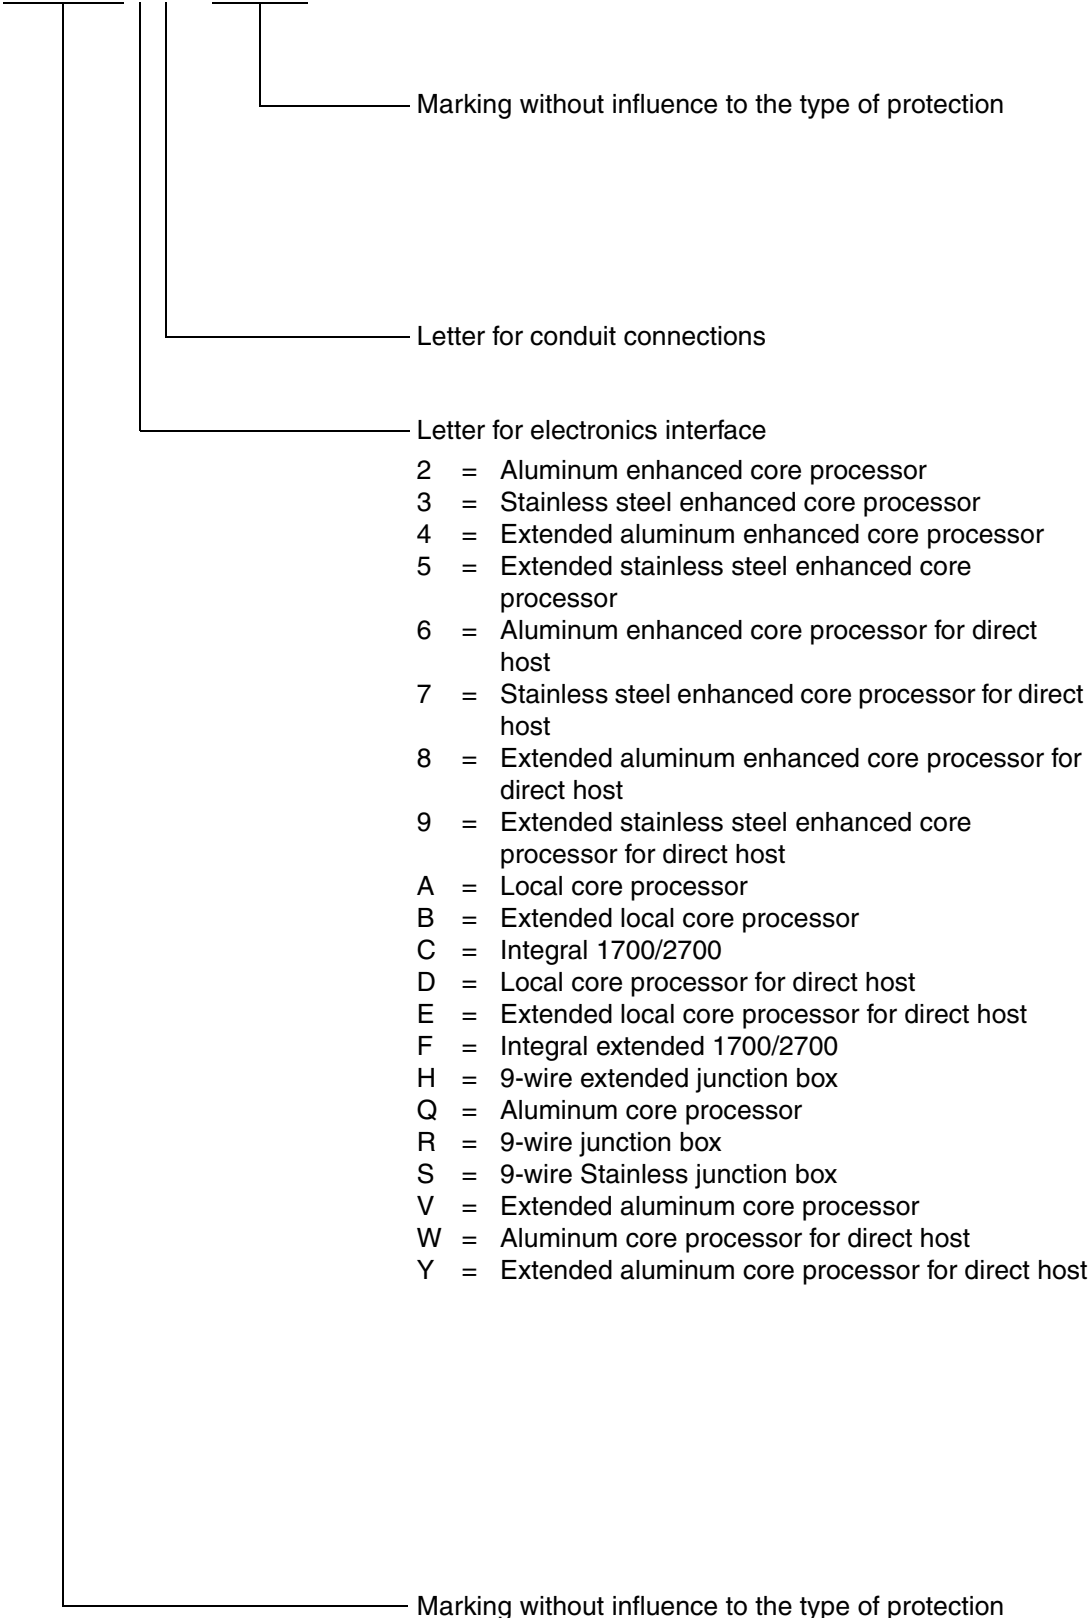 Marking without influence to the type of protection
Letter for conduit connections
Letter for electronics interface
2 = Aluminum enhanced core processor
3 = Stainless steel enhanced core processor
4 = Extended aluminum enhanced core processor
5 = Extended stainless steel enhanced core
processor
6 = Aluminum enhanced core processor for direct
host
7 = Stainless steel enhanced core processor for direct
host
8 = Extended aluminum enhanced core processor for
direct host
9 = Extended stainless steel enhanced core
processor for direct host
A = Local core processor
B = Extended local core processor
C = Integral 1700/2700
D = Local core processor for direct host
E = Extended local core processor for direct host
F = Integral extended 1700/2700
H = 9-wire extended junction box
Q = Aluminum core processor
R = 9-wire junction box
S = 9-wire Stainless junction box
V = Extended aluminum core processor
W = Aluminum core processor for direct host
Y = Extended aluminum core processor for direct host
Marking without influence to the type of protection